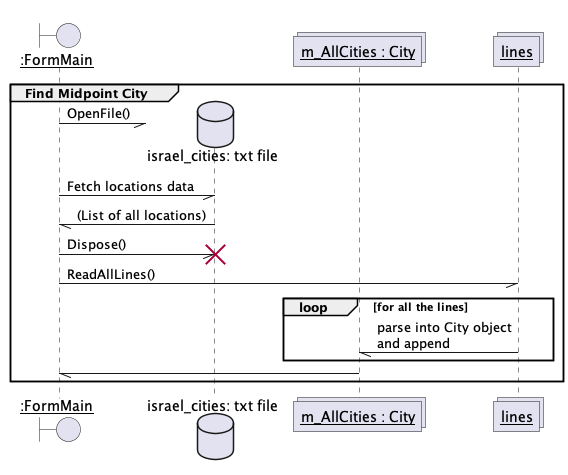 :FormMain
m_AllCities : City
lines
Find Midpoint City
OpenFile()
israel_cities: txt file
Fetch locations data
(List of all locations)
Dispose()
ReadAllLines()
loop
[for all the lines]
parse into City object
and append
:FormMain
israel_cities: txt file
m_AllCities : City
lines